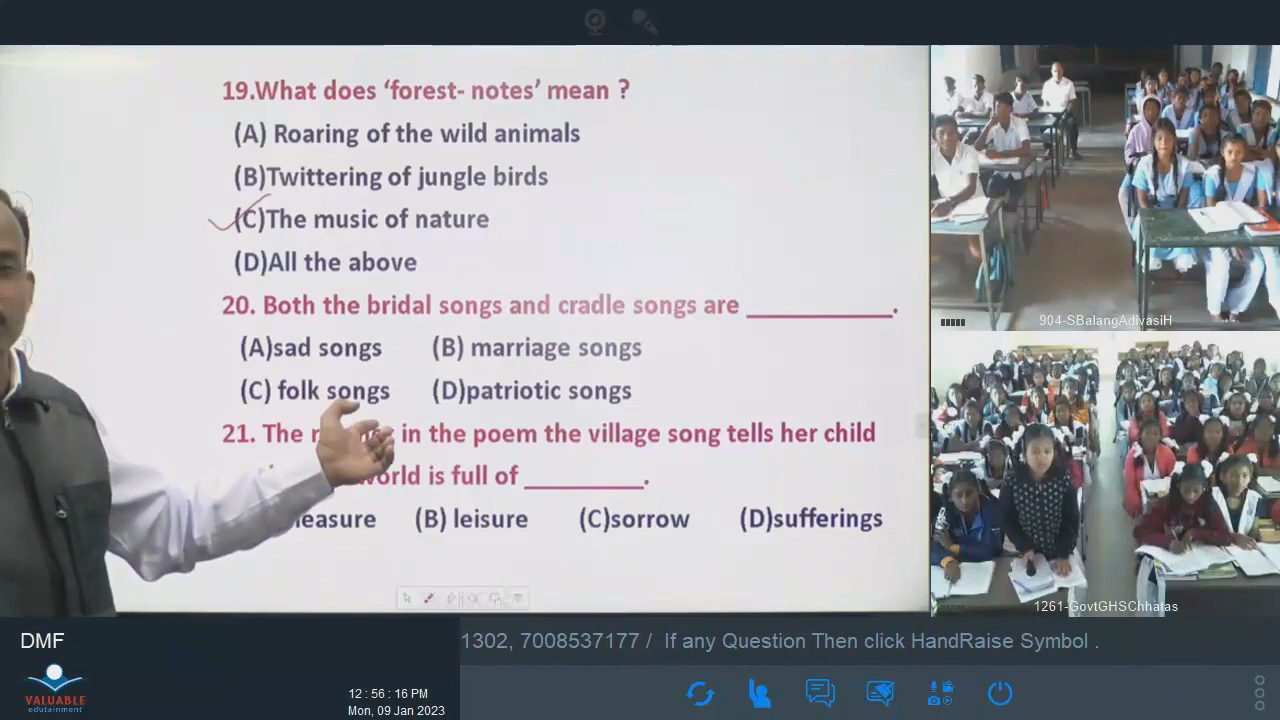 19.What does ‘forest- notes’ mean ?
(A) Roaring of the wild animals
(B)Twittering of jungle birds
(C)The music of nature
(D)All the above
20. Both the bridal songs and cradle songs are __________.
(A)sad songs (B) marriage songs
(C) folk songs (D)patriotic songs
21. The in the poem the village song tells her child
world is full of ________.
(B) leisure (C)sorrow (D)sufferings
904-SBalangAdivasiH
1261-GovtGHSChhatas
DMF
1302, 7008537177 / If any Question Then click HandRaise Symbol .
VALUABLE
edutainment
12 : 56 : 16 PM
Mon, 09 Jan 2023